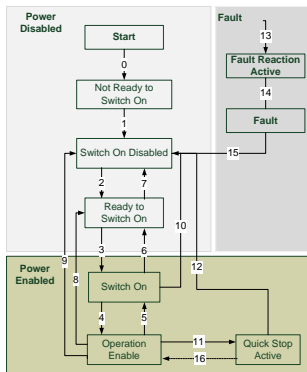 Power
Disabled
Start
0
Not Ready to
Switch On
1
Switch On Disabled
2
7
Ready to
Switch On
3
6
10
9
8
Power
Enabled
Switch On
4
5
Operation
Enable
11
16
Quick Stop
Active
12
Fault
13
Fault Reaction
Active
14
Fault
15